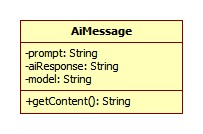 AiMessage
-prompt: String
-aiResponse: String
-model: String
+getContent(): String